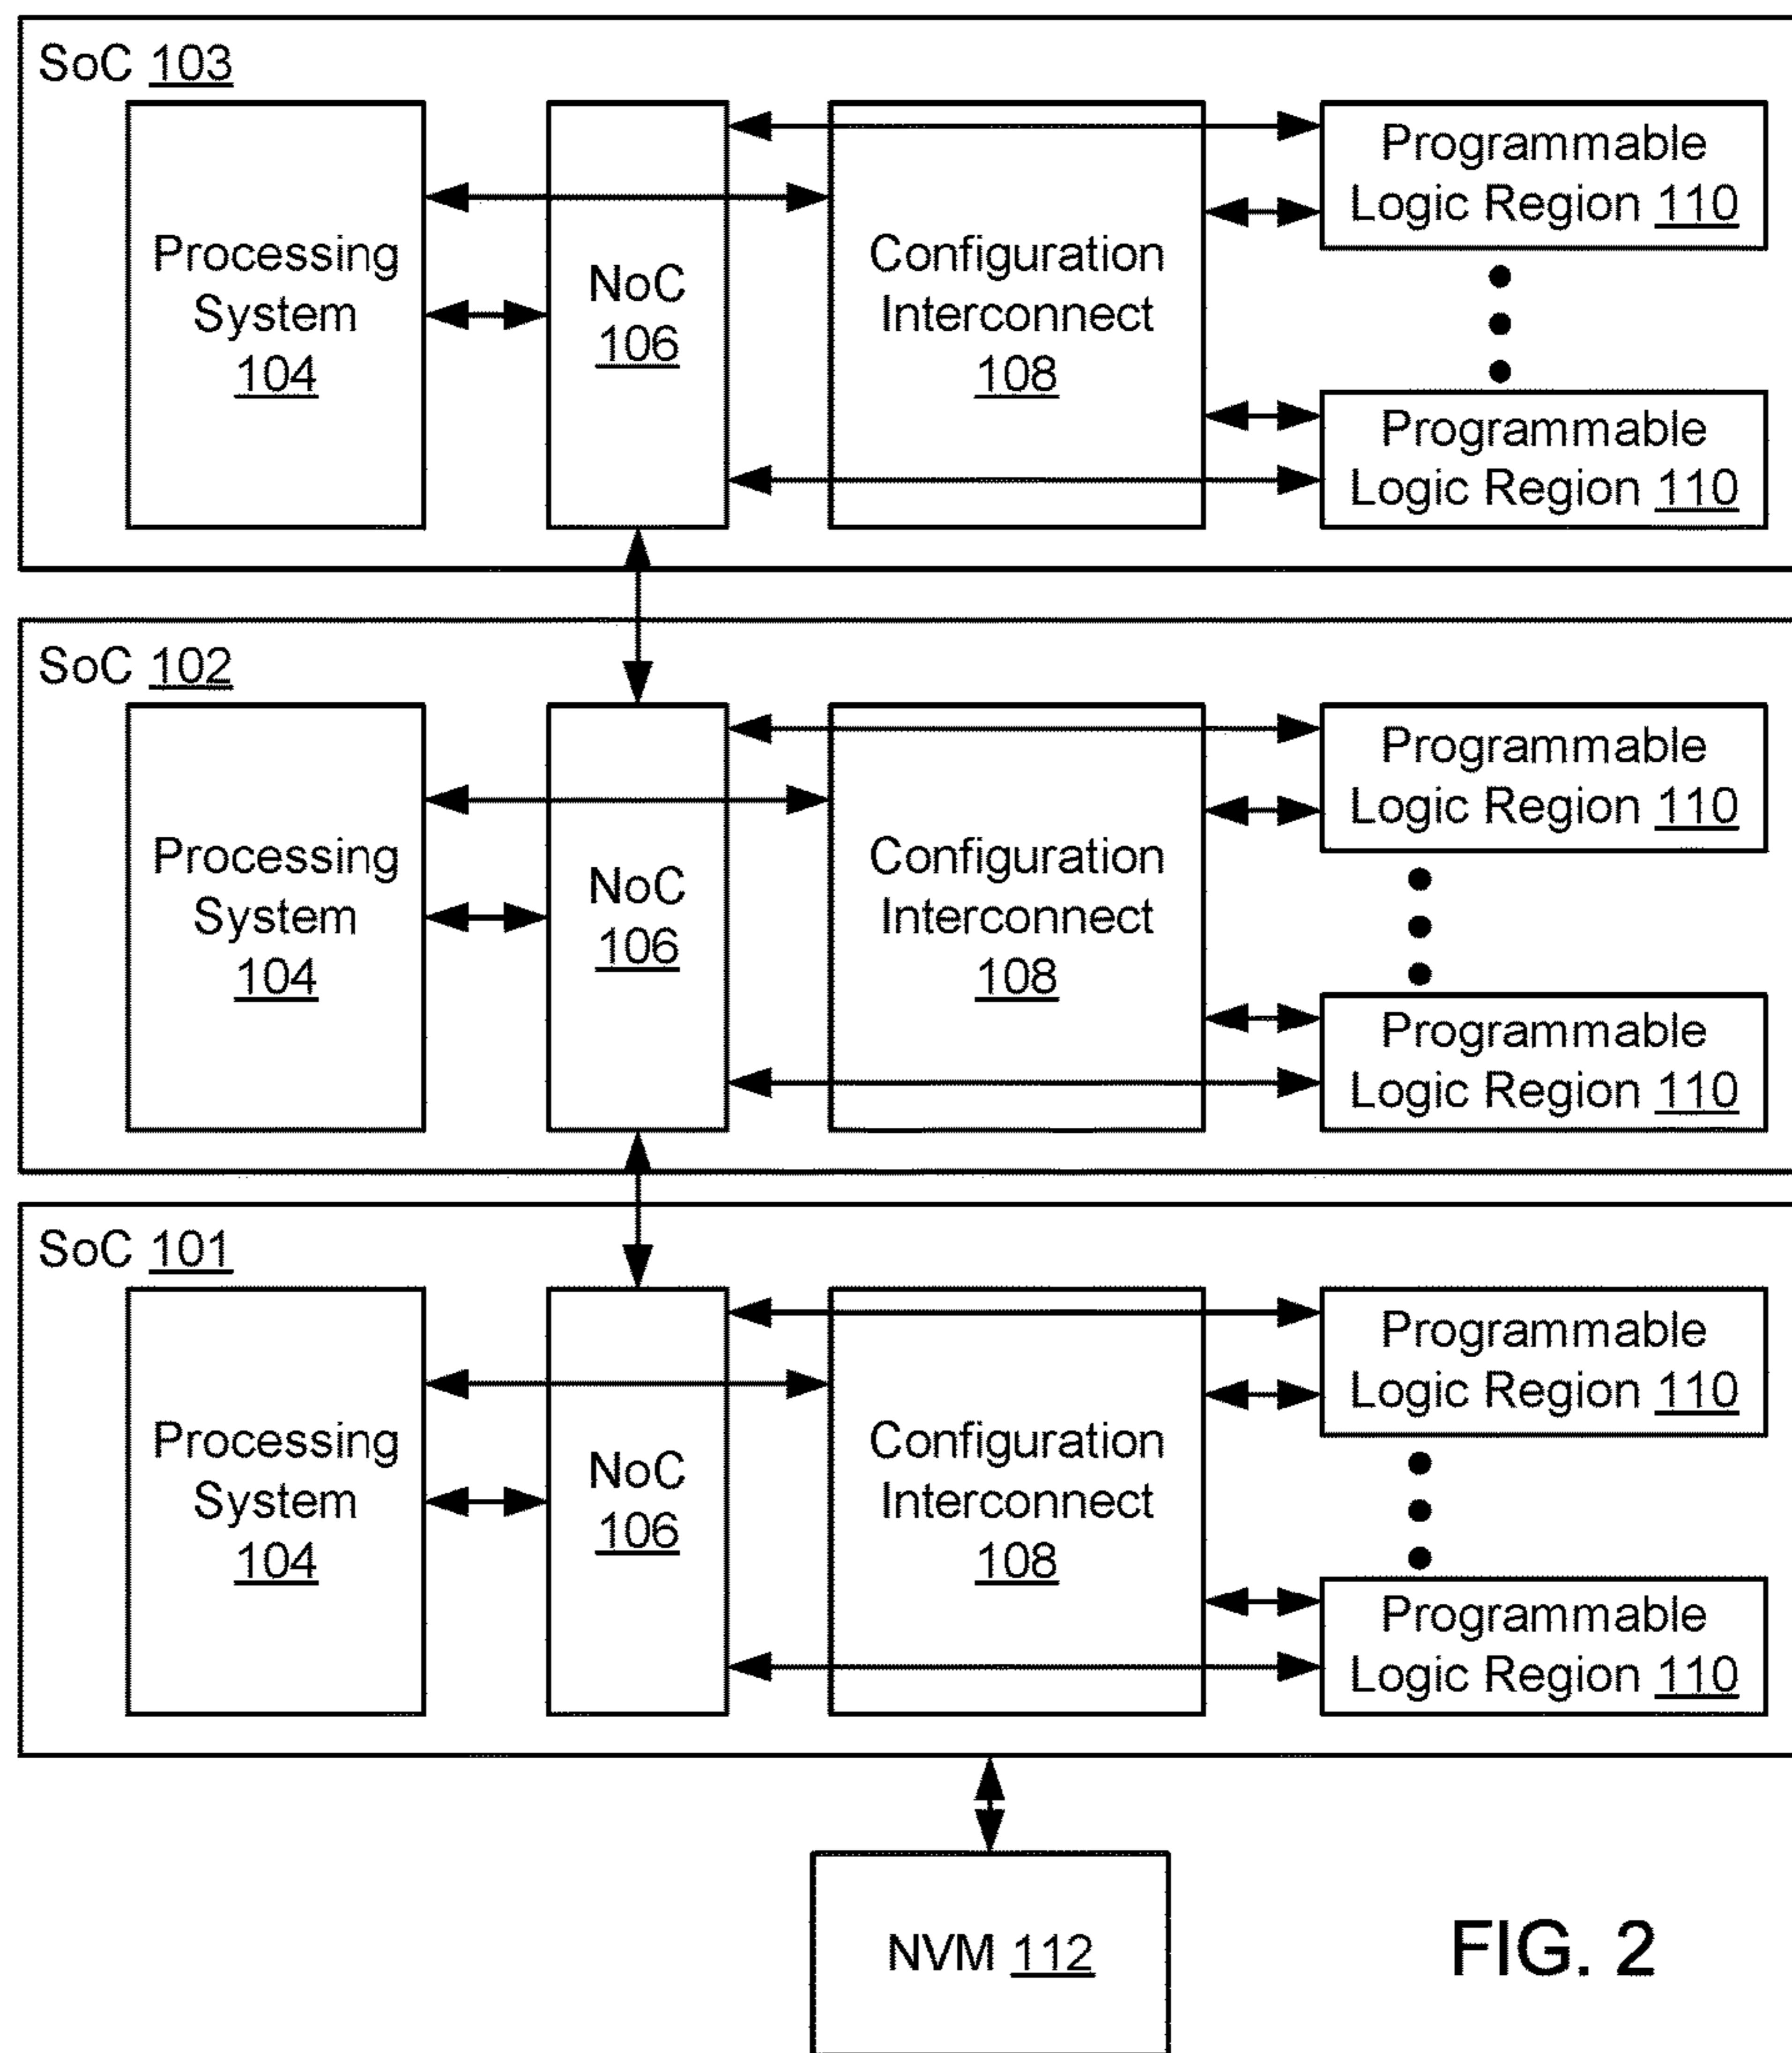 SoC 103
Processing
System
104
NoC
106
Configuration
Interconnect
108
Programmable
Logic Region 110
Programmable
Logic Region 110
SoC 102
Processing
System
104
NoC
106
Configuration
Interconnect
108
Programmable
Logic Region 110
Programmable
Logic Region 110
SoC 101
Processing
System
104
NoC
106
Configuration
Interconnect
108
Programmable
Logic Region 110
Programmable
Logic Region 110
NVM 112
FIG. 2